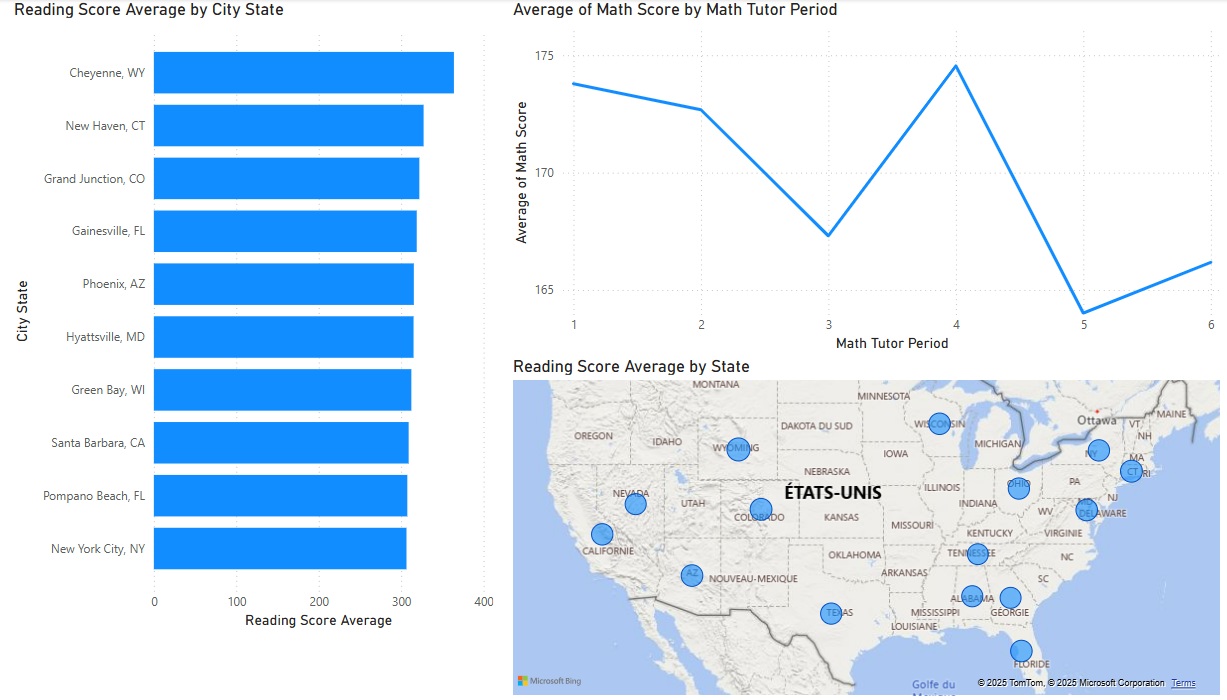 Reading Score Average by City State
City State
Cheyenne, WY
New Haven, CT
Grand Junction, CO
Gainesville, FL
Phoenix, AZ
Hyattsville, MD
Green Bay, WI
Santa Barbara, CA
Pompano Beach, FL
New York City, NY
0 100 200 300 400
Reading Score Average
Average of Math Score by Math Tutor Period
Average of Math Score
175
170
165
1 2 3 4 5 6
Math Tutor Period
Reading Score Average by State
MONTANA
MINNESOTA
MAINE
Ottawa
VT
OREGON
IDAHO
DAKOTA DU SUD
WISCONSIN
MICHIGAN
NH
WYOMING
IOWA
NY
MA
NEBRASKA
CT RI
NEVADA
UTAH
ÉTATS-UNIS
ILLINOIS
OHIO
PA
NJ
INDIANA
MD
COLORADO
KANSAS
MISSOURI
WV
DELAWARE
CALIFORNIE
KENTUCKY
VIRGINIE
OKLAHOMA
TENNESSEE
NC
AZ
NOUVEAU-MEXIQUE
ARKANSAS
SC
TEXAS
MISSISSIPPI
ALABAMA
GEORGIE
LOUISIANE
FLORIDE
Golfe du
Microsoft Bing
© 2025 TomTom, © 2025 Microsoft Corporation Terms